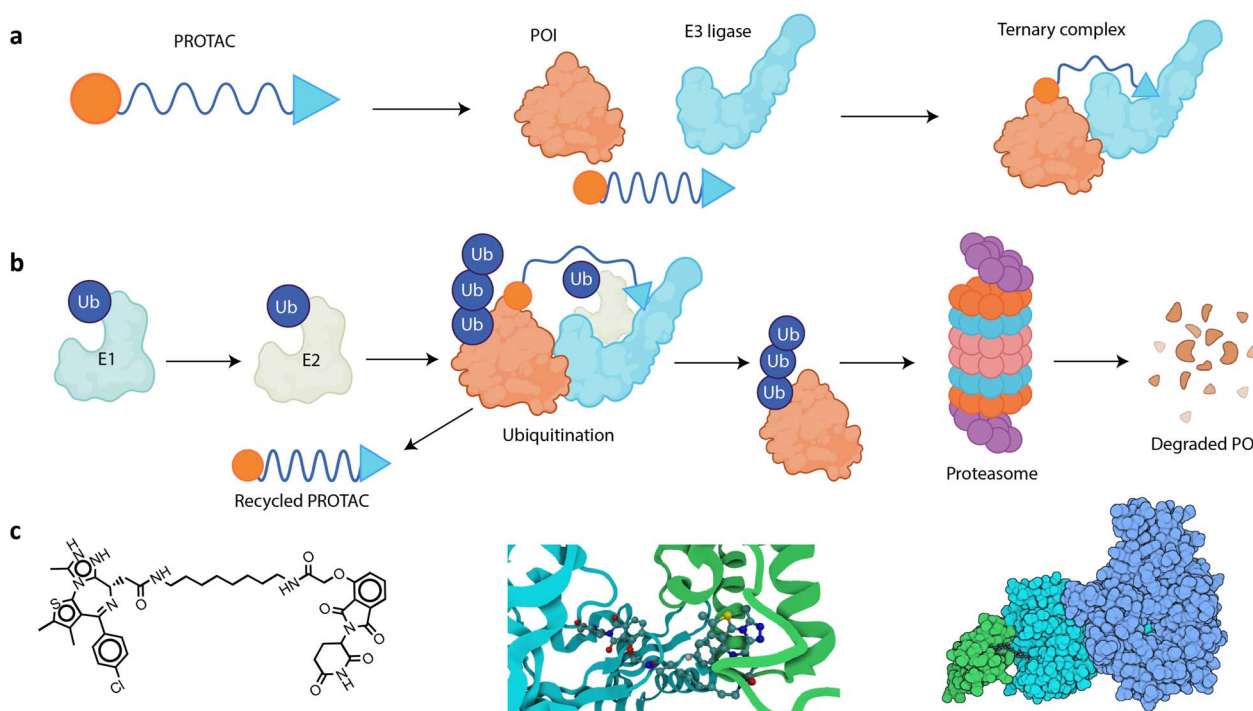 a
PROTAC
POI
E3 ligase
Ternary complex
b
Ub
Ub
Ub
Ub
Ub
Ub
E1
E2
Ub
Ub
Ub
Ubiquitination
Recycled PROTAC
Proteasome
Degraded PO
c
H
N
NH
N
N
S
N
O
H
N
Cl
N
H
O
O
O
N
O
O
N
H
O